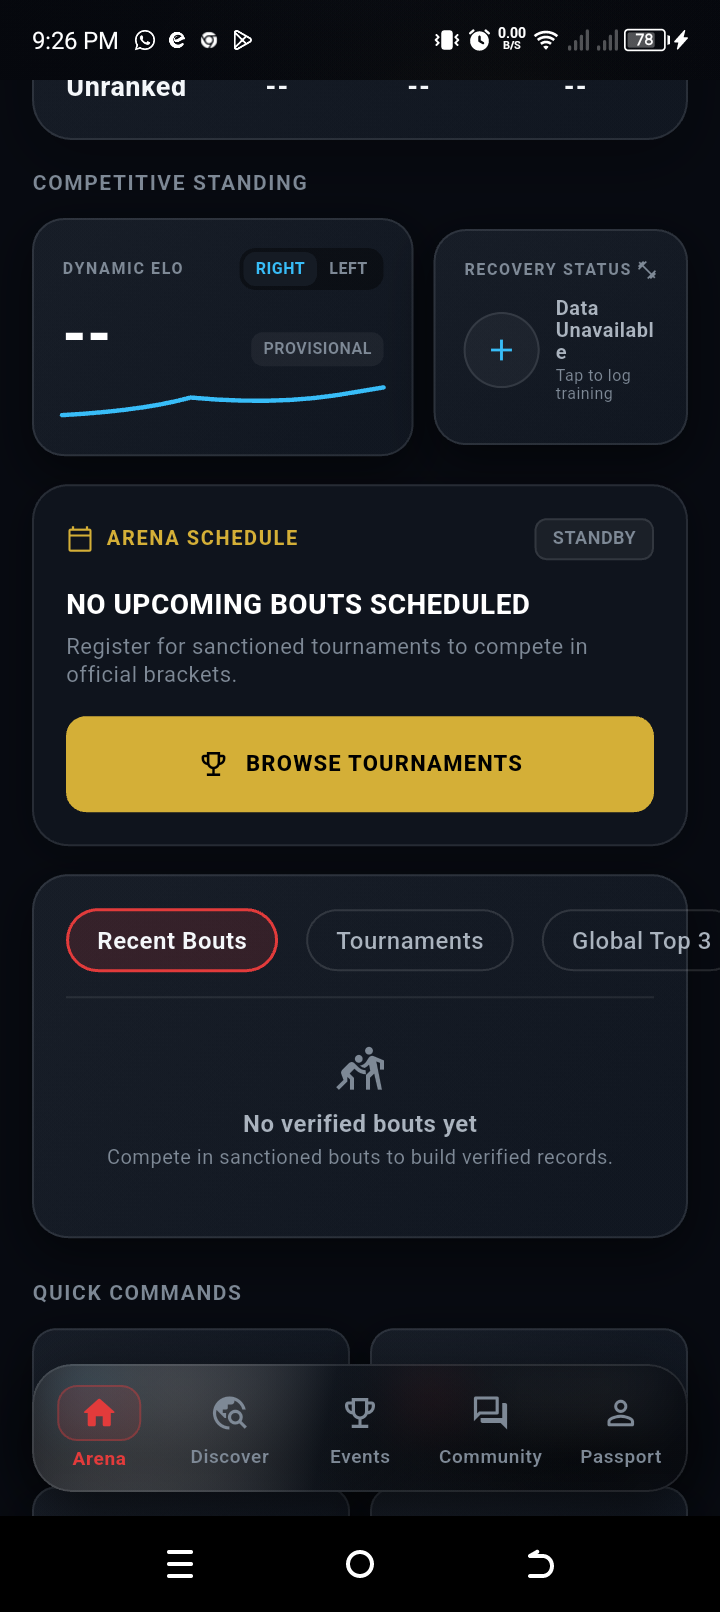 9:26 PM
0.00
B/S
78
Unranked -- -- --
COMPETITIVE STANDING
DYNAMIC ELO RIGHT LEFT
--
PROVISIONAL
RECOVERY STATUS
Data
Unavailabl
e
Tap to log
training
ARENA SCHEDULE STANDBY
NO UPCOMING BOUTS SCHEDULED
Register for sanctioned tournaments to compete in
official brackets.
BROWSE TOURNAMENTS
Recent Bouts Tournaments Global Top 3
No verified bouts yet
Compete in sanctioned bouts to build verified records.
QUICK COMMANDS
Arena Discover Events Community Passport